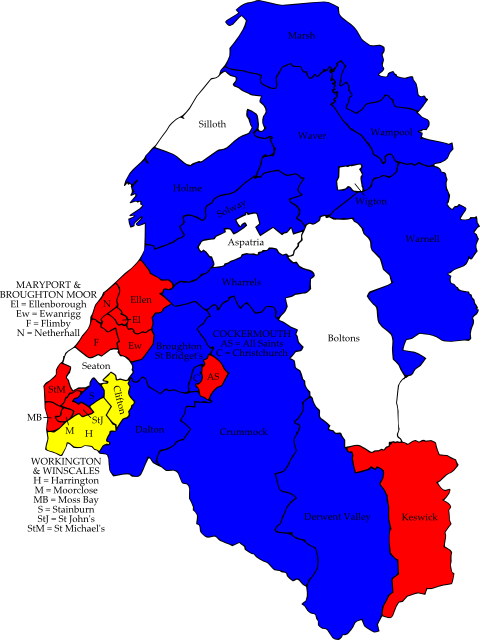 Marsh
Silloth
Waver
Wampool
Holme
Wigton
Solway
Aspatria
Warnell
Wharrels
MARYPORT &
BROUGHTON MOOR
El = Ellenborough
Ew = Ewanrigg
F = Flimby
N = Netherhall
N
Ellen
El
F
Ew
Broughton
St Bridget's
COCKERMOUTH
AS = All Saints
C = Christchurch
Boltons
Seaton
C
AS
StM
S
Clifton
MB
M
StJ
H
Dalton
Crummock
WORKINGTON
& WINSCALES
H = Harrington
M = Moorclose
MB = Moss Bay
S = Stainburn
StJ = St John's
StM = St Michael's
Derwent Valley
Keswick